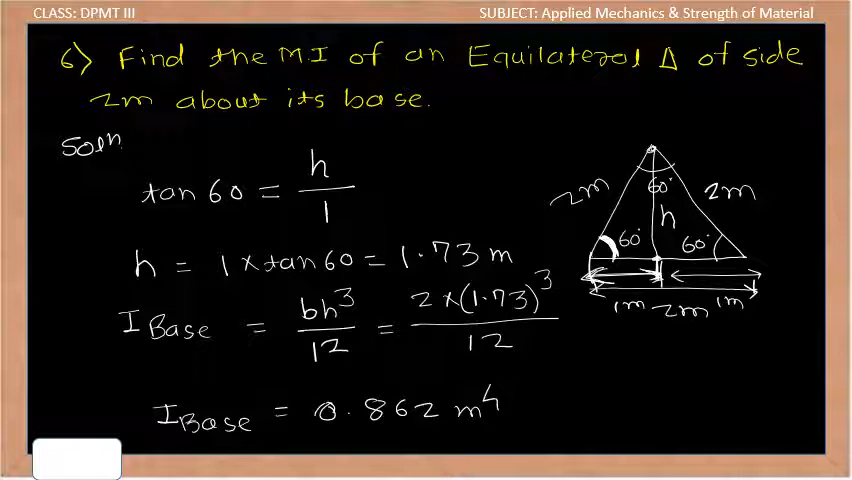 CLASS: DPMT III
SUBJECT: Applied Mechanics & Strength of Material
6> Find the M.I of an Equilateral Δ of side
2m about its base.
Solⁿ
tan 60 = h / 1
h = 1 × tan 60 = 1.73 m
I Base = bh³ / 12 = 2 × (1.73)³ / 12
I Base = 0.862 m⁴
2m
60°
2m
h
60°
60°
1m 2m 1m